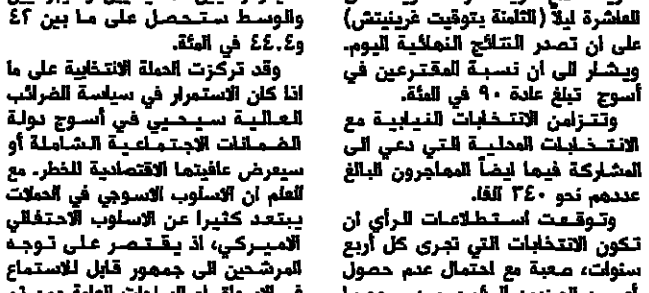 للعاشرة ليلاً (الثامنة بتوقيت غرينيتش)
على ان تصدر النتائج النهائية اليوم.
ويشار الى ان نسبة المقترعين في
أسوج تبلغ عادة ٩٠ في المئة.
وتتزامن الانتخابات النيابية مع
الانتخابات المحلية التي دعي الى
المشاركة فيها ايضاً المهاجرون البالغ
عددهم نحو ٣٤٠ الفا.
وتوقعت استطلاعات الرأي ان
تكون الانتخابات التي تجرى كل أربع
سنوات، صعبة مع احتمال عدم حصول
والوسط ستحصل على ما بين ٤٢
و٤٤.٤ في المئة.
وقد تركزت الحملة الانتخابية على ما
اذا كان الاستمرار في سياسة الضرائب
العالية سيحيي في أسوج دولة
الضمانات الاجتماعية الشاملة أو
سيعرض عافيتها الاقتصادية للخطر. مع
العلم ان الاسلوب الاسوجي في الحملات
يبتعد كثيرا عن الاسلوب الاحتفالي
الاميركي، اذ يقتصر على توجه
المرشحين الى جمهور قابل للاستماع